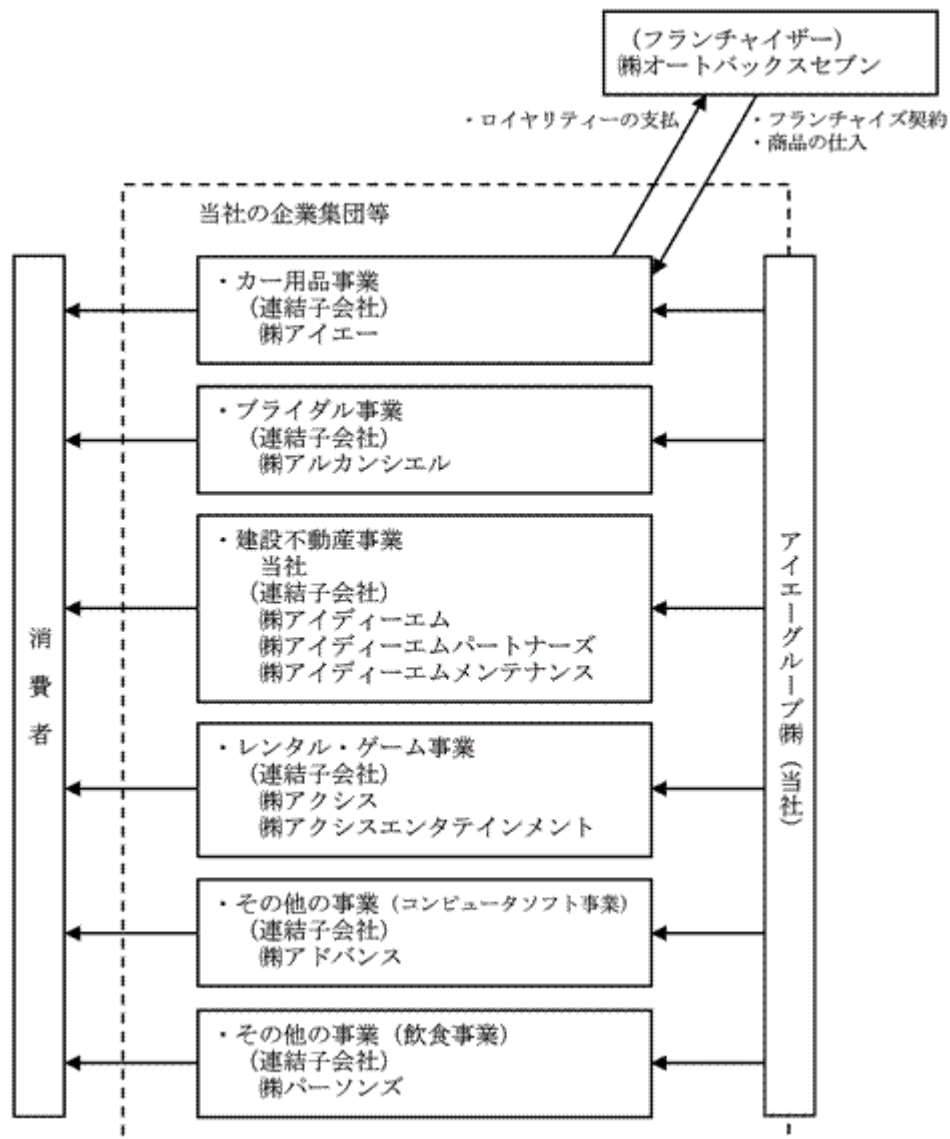 （フランチャイザー）
㈱オートバックスセブン
・ロイヤリティーの支払
・フランチャイズ契約
・商品の仕入
当社の企業集団等
・カー用品事業
（連結子会社）
㈱アイエー
・ブライダル事業
（連結子会社）
㈱アルカンシエル
・建設不動産事業
当社
（連結子会社）
㈱アイディーエム
㈱アイディーエムパートナーズ
㈱アイディーエムメンテナンス
・レンタル・ゲーム事業
（連結子会社）
㈱アクシス
㈱アクシスエンタテインメント
・その他の事業（コンピュータソフト事業）
（連結子会社）
㈱アドバンス
・その他の事業（飲食事業）
（連結子会社）
㈱パーソンズ
消費者
アイエーグループ㈱（当社）